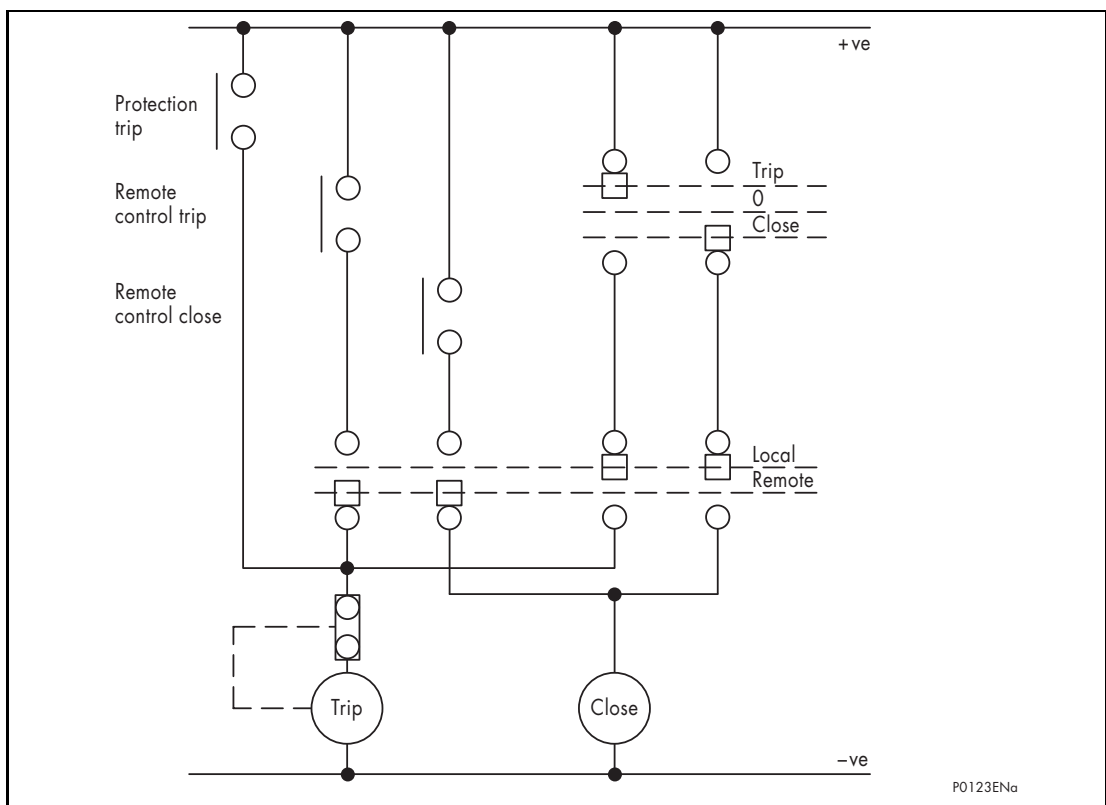 +ve
Protection
trip
Trip
0
Close
Remote
control trip
Remote
control close
Local
Remote
Trip
Close
–ve
P0123ENa